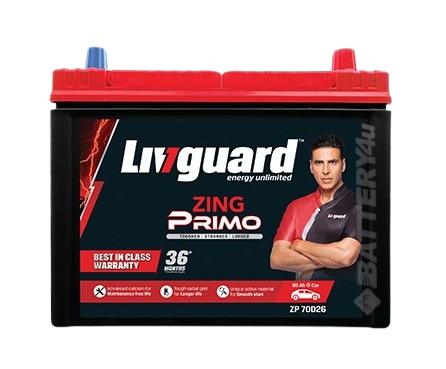 Livguard™
energy unlimited
ZING
PRIMO
TOUGHER | STRONGER | LONGER
BEST IN CLASS
WARRANTY
36*
MONTHS
Livguard
Advanced calcium for
Maintenance free life
Tough radial grid
for Longer life
Unique active material
for Smooth start
65 Ah @ C20
ZP 70D26
BATTERY4u